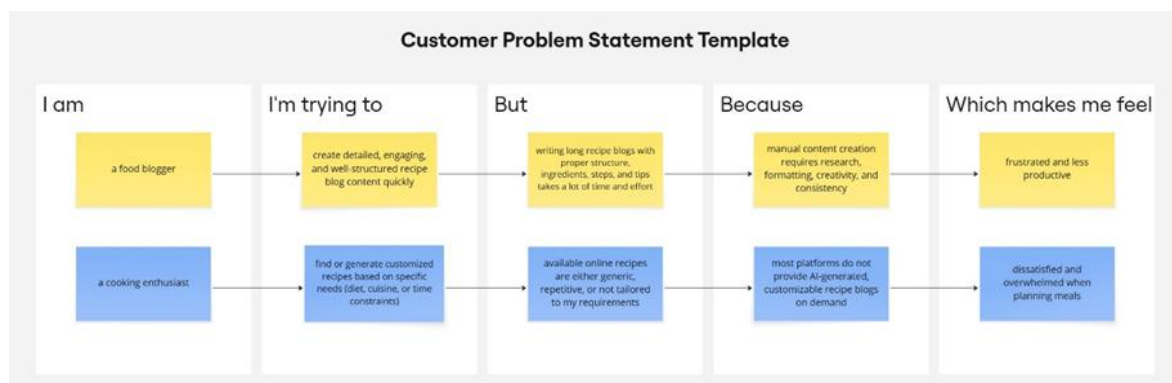 Customer Problem Statement Template
I am
I'm trying to
But
Because
Which makes me feel
a food blogger
create detailed, engaging,
and well-structured recipe
blog content quickly
writing long recipe blogs with
proper structure,
ingredients, steps, and tips
takes a lot of time and effort
manual content creation
requires research,
formatting, creativity, and
consistency
frustrated and less
productive
a cooking enthusiast
find or generate customized
recipes based on specific
needs (diet, cuisine, or time
constraints)
available online recipes
are either generic,
repetitive, or not tailored
to my requirements
most platforms do not
provide AI-generated,
customizable recipe blogs
on demand
dissatisfied and
overwhelmed when
planning meals